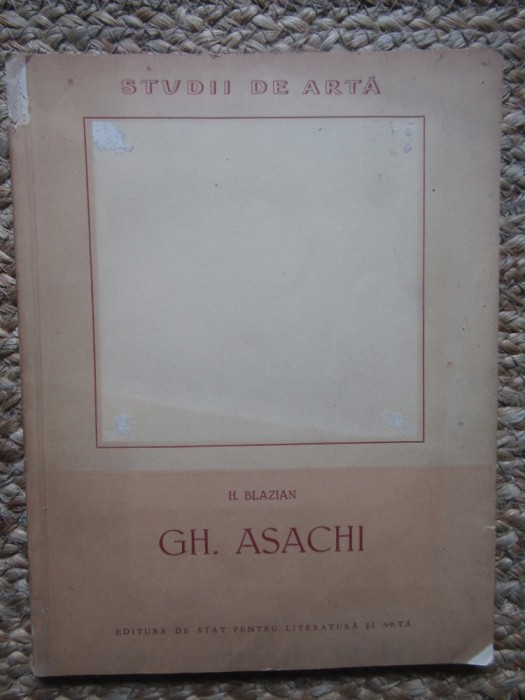 STUDII DE ARTĂ
H. BLAZIAN
GH. ASACHI
EDITURA DE STAT PENTRU LITERATURĂ ȘI ARTĂ